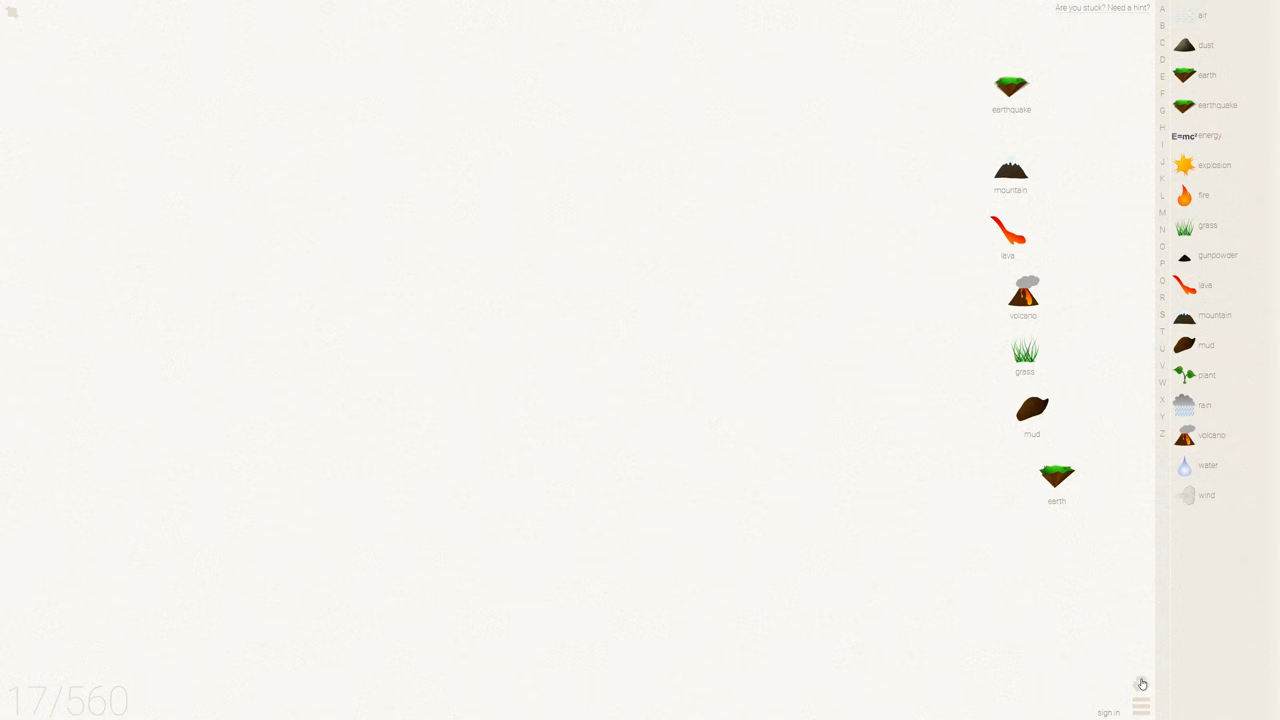 Are you stuck? Need a hint?
earthquake
mountain
lava
volcano
grass
mud
earth
A
B
C
D
E
F
G
H
I
J
K
L
M
N
O
P
Q
R
S
T
U
V
W
X
Y
Z
air
dust
earth
earthquake
E=mc² energy
explosion
fire
grass
gunpowder
lava
mountain
mud
plant
rain
volcano
water
wind
17/560
sign in